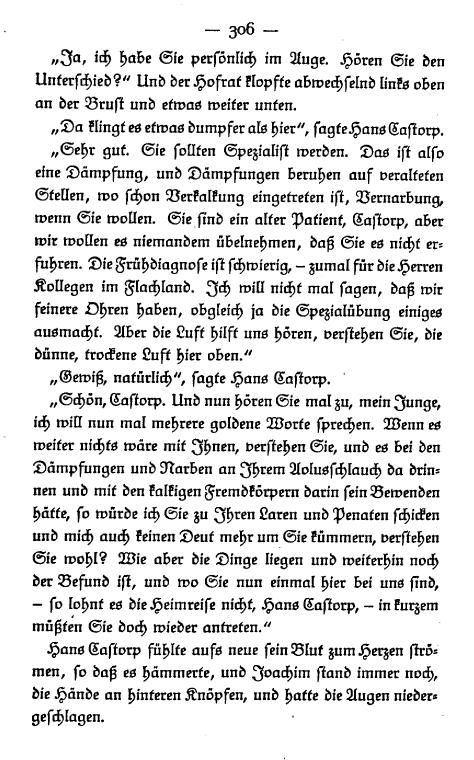 — 306 —
„Ja, ich habe Sie persönlich im Auge. Hören Sie den
Unterschied?“ Und der Hofrat klopfte abwechselnd links oben
an der Brust und etwas weiter unten.
„Da klingt es etwas dumpfer als hier“, sagte Hans Castorp.
„Sehr gut. Sie sollten Spezialist werden. Das ist also
eine Dämpfung, und Dämpfungen beruhen auf veralteten
Stellen, wo schon Verkalkung eingetreten ist, Vernarbung,
wenn Sie wollen. Sie sind ein alter Patient, Castorp, aber
wir wollen es niemandem übelnehmen, daß Sie es nicht er-
fuhren. Die Frühdiagnose ist schwierig, – zumal für die Herren
Kollegen im Flachland. Ich will nicht mal sagen, daß wir
feinere Ohren haben, obgleich ja die Spezialübung einiges
ausmacht. Aber die Luft hilft uns hören, verstehen Sie, die
dünne, trockene Luft hier oben.“
„Gewiß, natürlich“, sagte Hans Castorp.
„Schön, Castorp. Und nun hören Sie mal zu, mein Junge,
ich will nun mal mehrere goldene Worte sprechen. Wenn es
weiter nichts wäre mit Ihnen, verstehen Sie, und es bei den
Dämpfungen und Narben an Ihrem Aolusschlauch da drin-
nen und mit den kalkigen Fremdkörpern darin sein Bewenden
hätte, so würde ich Sie zu Ihren Laren und Penaten schicken
und mich auch keinen Deut mehr um Sie kümmern, verstehen
Sie wohl? Wie aber die Dinge liegen und weiterhin noch
der Befund ist, und wo Sie nun einmal hier bei uns sind,
– so lohnt es die Heimreise nicht, Hans Castorp, – in kurzem
müßten Sie doch wieder antreten.“
Hans Castorp fühlte aufs neue sein Blut zum Herzen strö-
men, so daß es hämmerte, und Joachim stand immer noch,
die Hände an hinteren Knöpfen, und hatte die Augen nieder-
geschlagen.